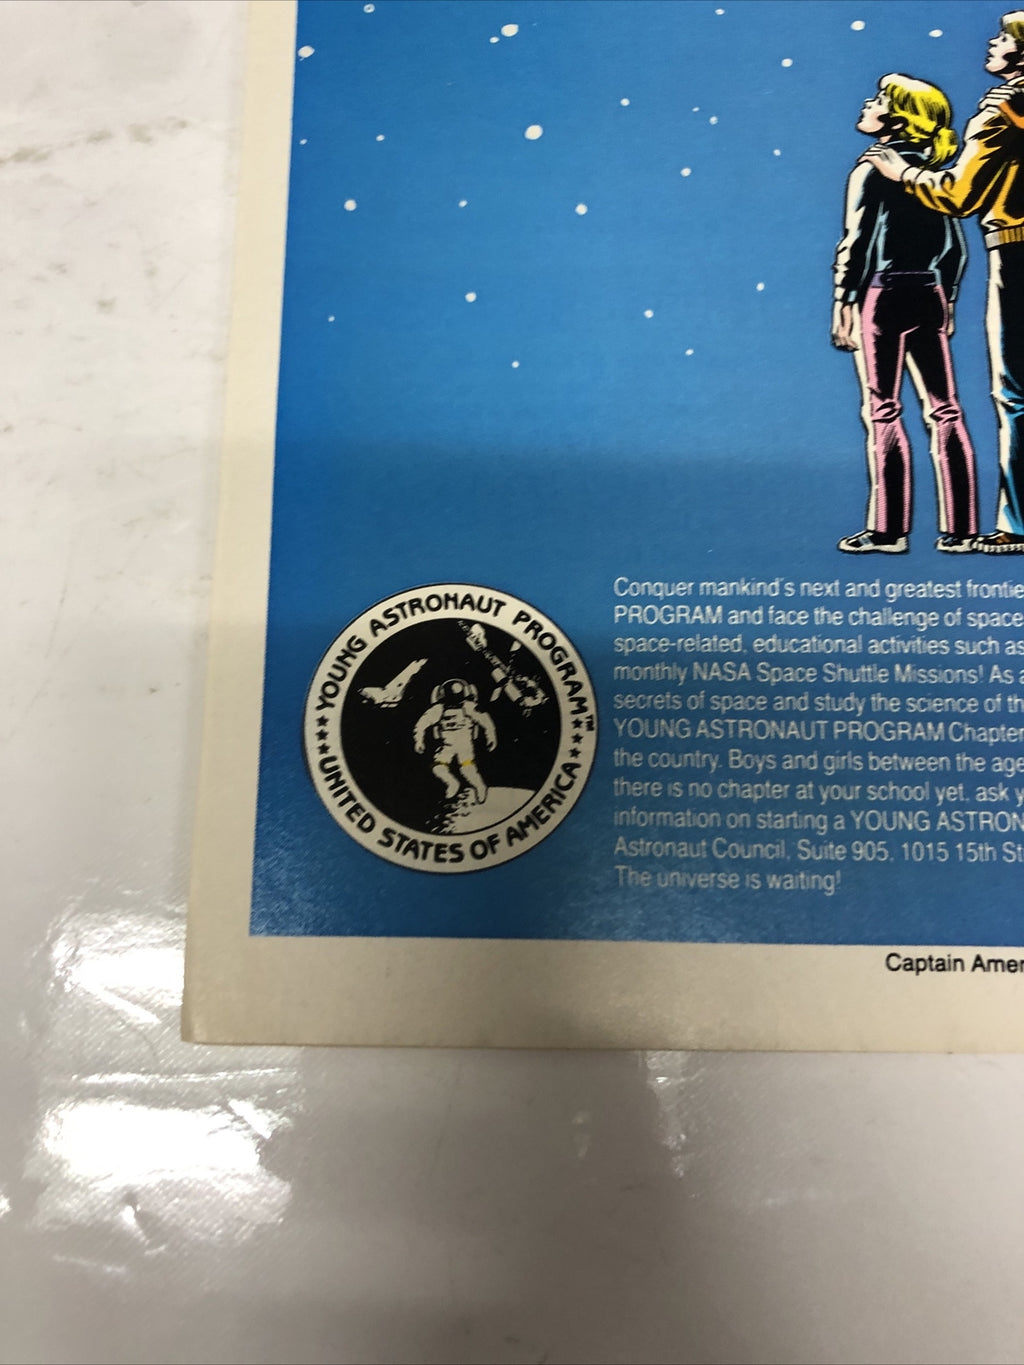 YOUNG ASTRONAUT PROGRAM™
★★★ UNITED STATES OF AMERICA ★★★
Conquer mankind's next and greatest frontie
PROGRAM and face the challenge of space
space-related, educational activities such as
monthly NASA Space Shuttle Missions! As a
secrets of space and study the science of th
YOUNG ASTRONAUT PROGRAM Chapter
the country. Boys and girls between the age
there is no chapter at your school yet, ask y
information on starting a YOUNG ASTRON
Astronaut Council, Suite 905, 1015 15th St
The universe is waiting!
Captain Amer